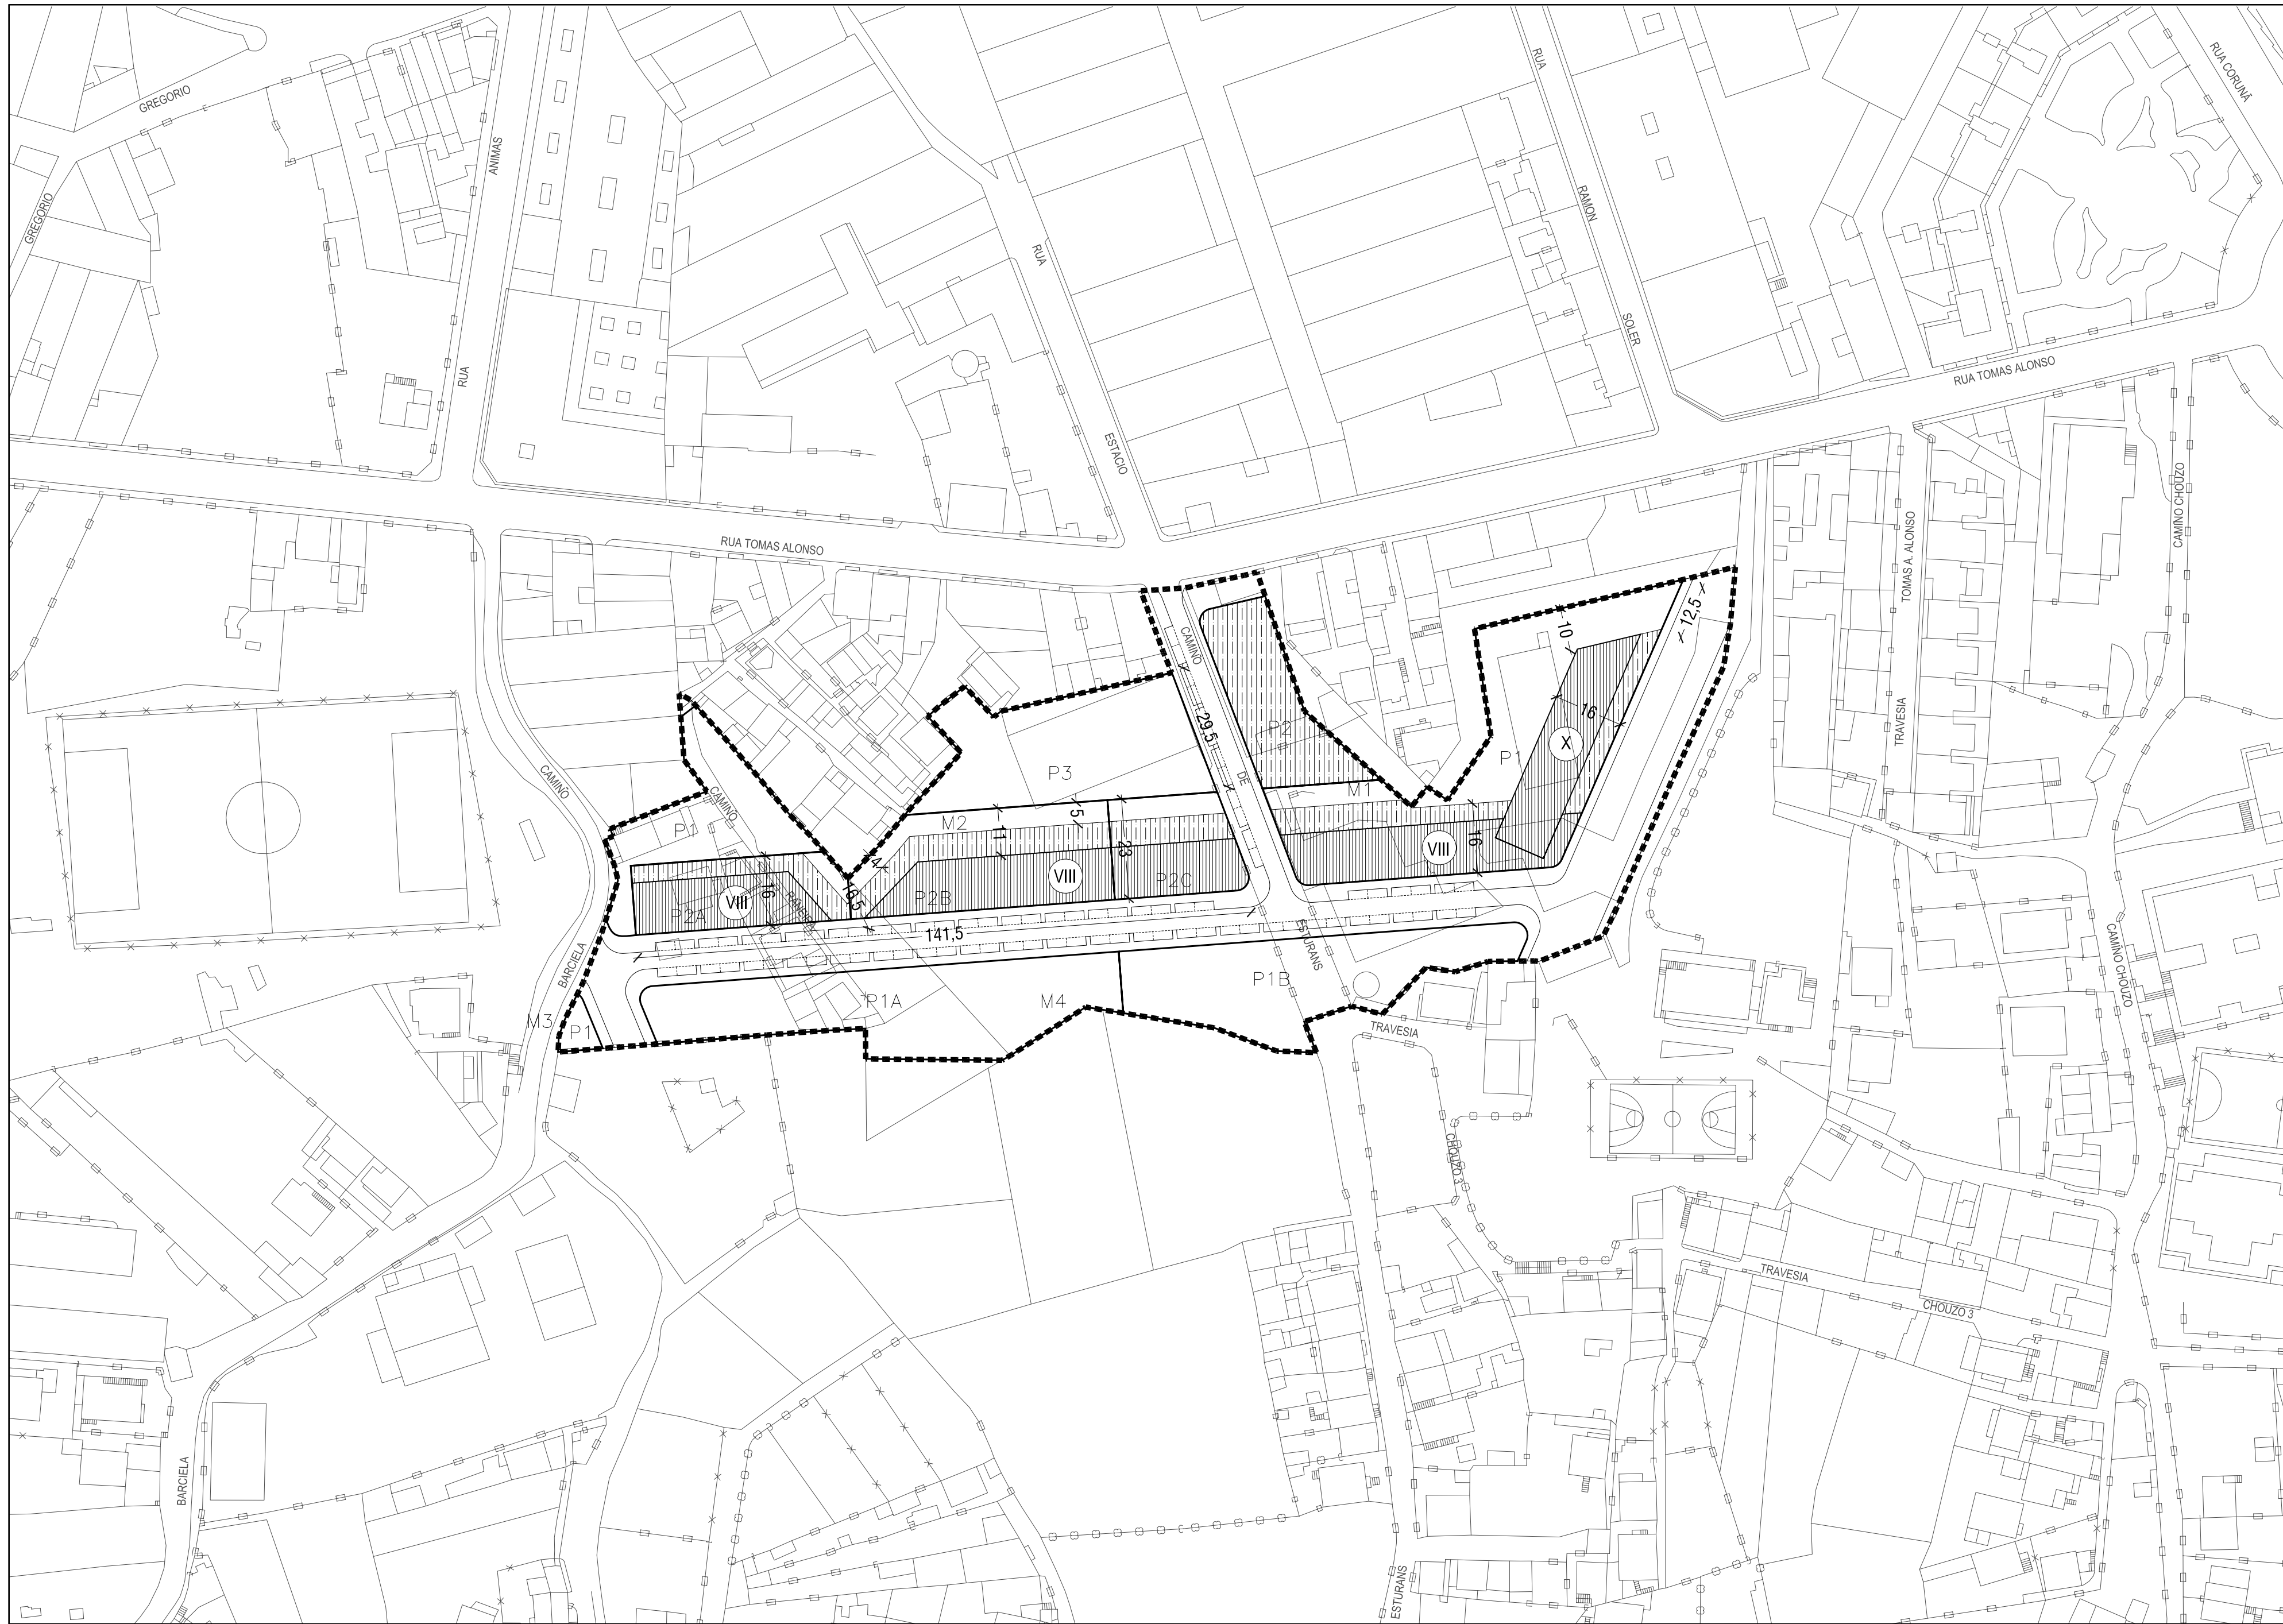 GREGORIO
RUA CORUNÃ
RUA
ANIMAS
RAMON
GREGORIO
RUA
SOLER
RUA TOMAS ALONSO
RUA
ESTACIO
CAMINO CHOUZO
RUA TOMAS ALONSO
TOMAS A. ALONSO
TRAVESIA
CAMIÑO
10
12,5
16
29,5
P2
X
P1
CAMIÑO
CAMIÑO
P3
DE
M1
M2
5
11
P1
4
23
VIII
16
VIII
16
VIII
16,5
P2A
P2B
P2C
141,5
ESTURANS
BARCIELA
CAMIÑO CHOUZO
P1A
M4
P1B
M3
P1
TRAVESIA
CHOUZO 3
TRAVESIA
CHOUZO 3
BARCIELA
ESTURANS